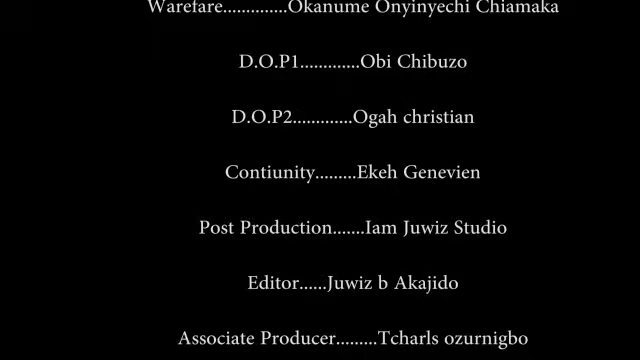 Warefare..............Okanume Onyinyechi Chiamaka
D.O.P1.............Obi Chibuzo
D.O.P2.............Ogah christian
Contiunity.........Ekeh Genevien
Post Production.......Iam Juwiz Studio
Editor......Juwiz b Akajido
Associate Producer.........Tcharls ozurnigbo